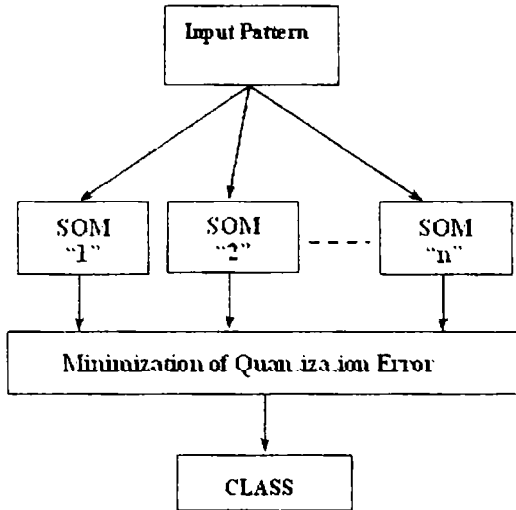 Input Pattern
SOM
"1"
SOM
"2"
SOM
"n"
Minimization of Quantization Error
CLASS